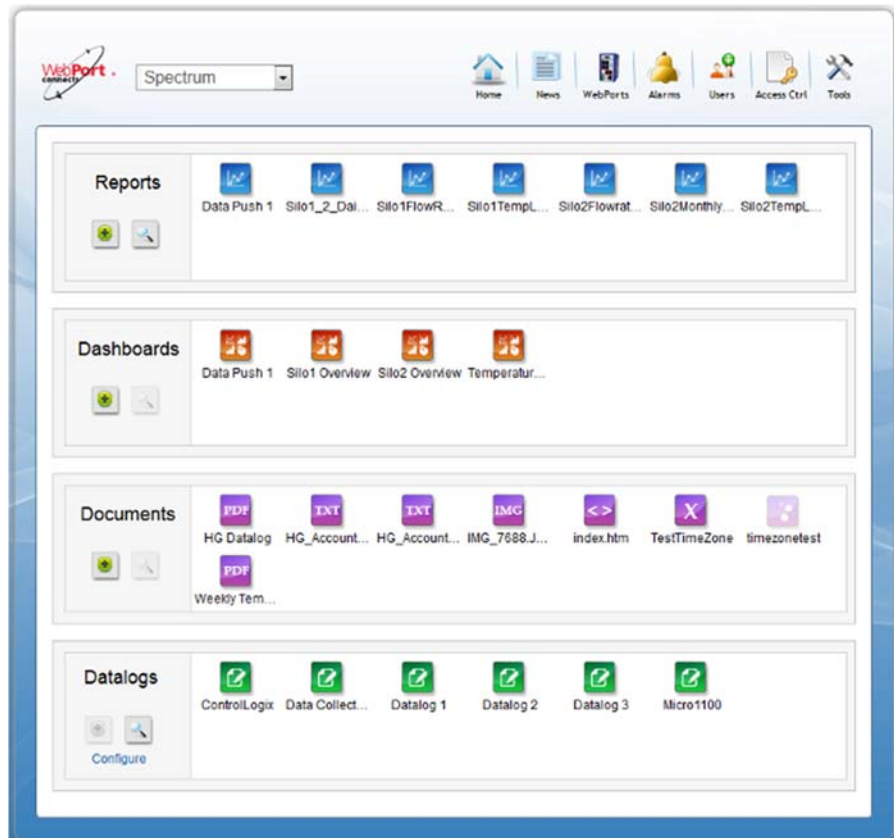 WebPort.
connects
Spectrum
Home News WebPorts Alarms Users Access Ctrl Tools
Reports
Data Push 1 Silo1_2_Dai... Silo1FlowR... Silo1TempL... Silo2Flowrat... Silo2Monthly... Silo2TempL...
Dashboards
Data Push 1 Silo1 Overview Silo2 Overview Temperatur...
Documents
PDF TXT TXT IMG <> X
HG Datalog HG_Account... HG_Account... IMG_7688.J... index.htm TestTimeZone timezonetest
PDF
Weekly Tem...
Datalogs
ControlLogix Data Collect... Datalog 1 Datalog 2 Datalog 3 Micro1100
Configure